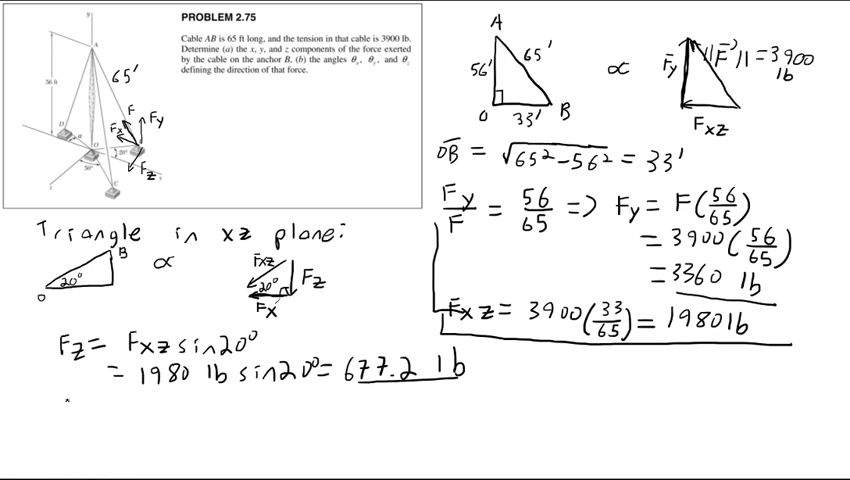 PROBLEM 2.75
Cable AB is 65 ft long, and the tension in that cable is 3900 lb.
Determine (a) the x, y, and z components of the force exerted
by the cable on the anchor B, (b) the angles θx, θy, and θz
defining the direction of that force.
y
A
56 ft
65'
F
Fx
Fy
Fz
D
α
O
20°
50°
z
x
C
A
56'
65'
O
33'
B
∝
Fy
||F|| = 3900
lb
Fxz
OB = √65² – 56² = 33'
Fy/F = 56/65 => Fy = F(56/65)
= 3900(56/65)
= 3360 lb
Fxz = 3900(33/65) = 1980 lb
Triangle in xz plane:
B
20°
O
∝
Fxz
20°
Fz
Fx
Fz = Fxz sin20°
= 1980 lb sin20° = 677.2 lb